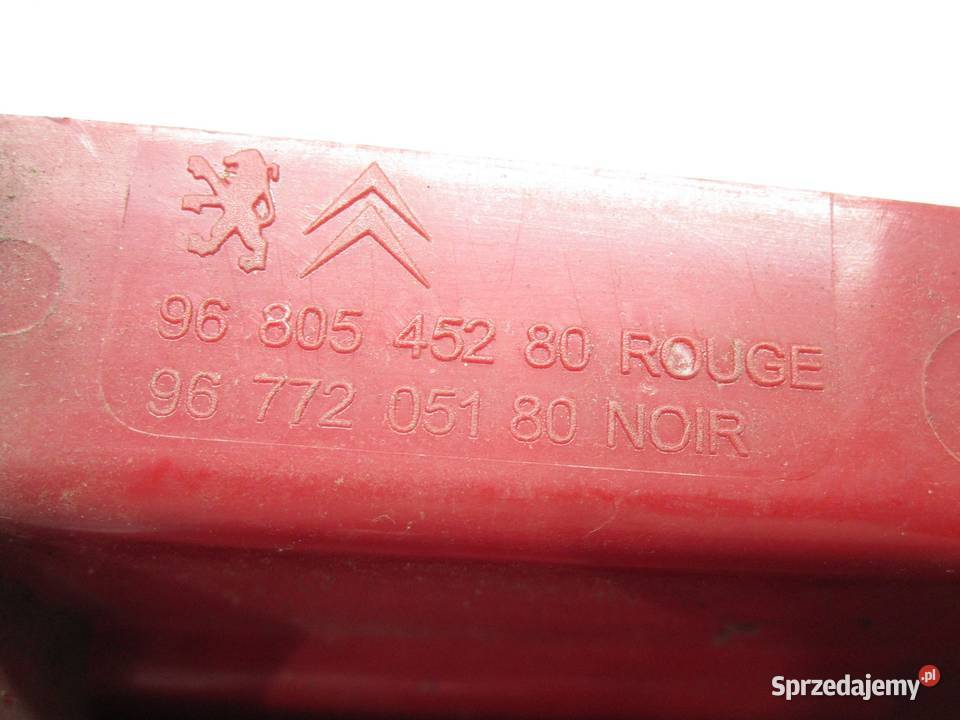 96 805 452 80 ROUGE
96 772 051 80 NOIR
Sprzedajemy.pl